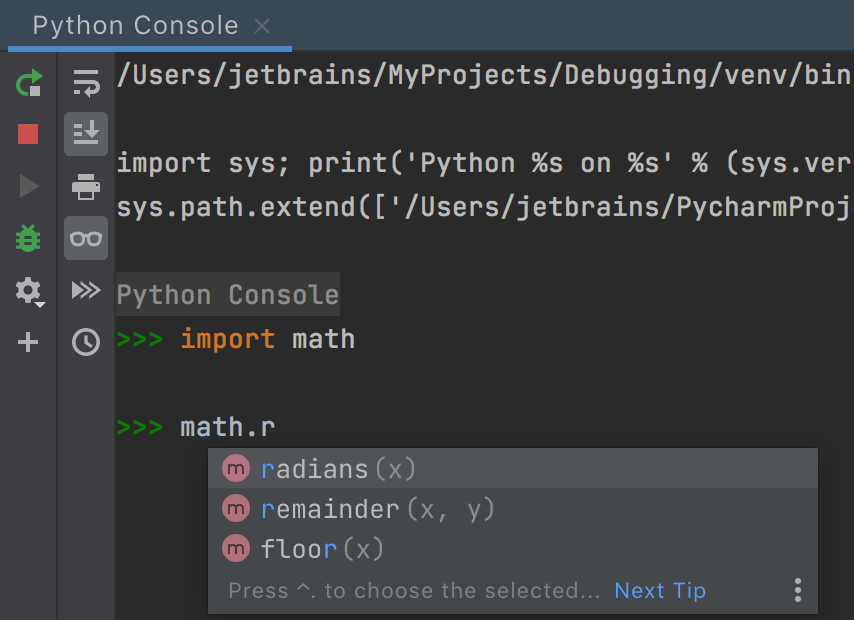 Python Console
/Users/jetbrains/MyProjects/Debugging/venv/bin
import sys; print('Python %s on %s' % (sys.ver
sys.path.extend(['/Users/jetbrains/PycharmProj
Python Console
>>> import math
>>> math.r
m radians(x)
m remainder(x, y)
m floor(x)
Press ^. to choose the selected... Next Tip